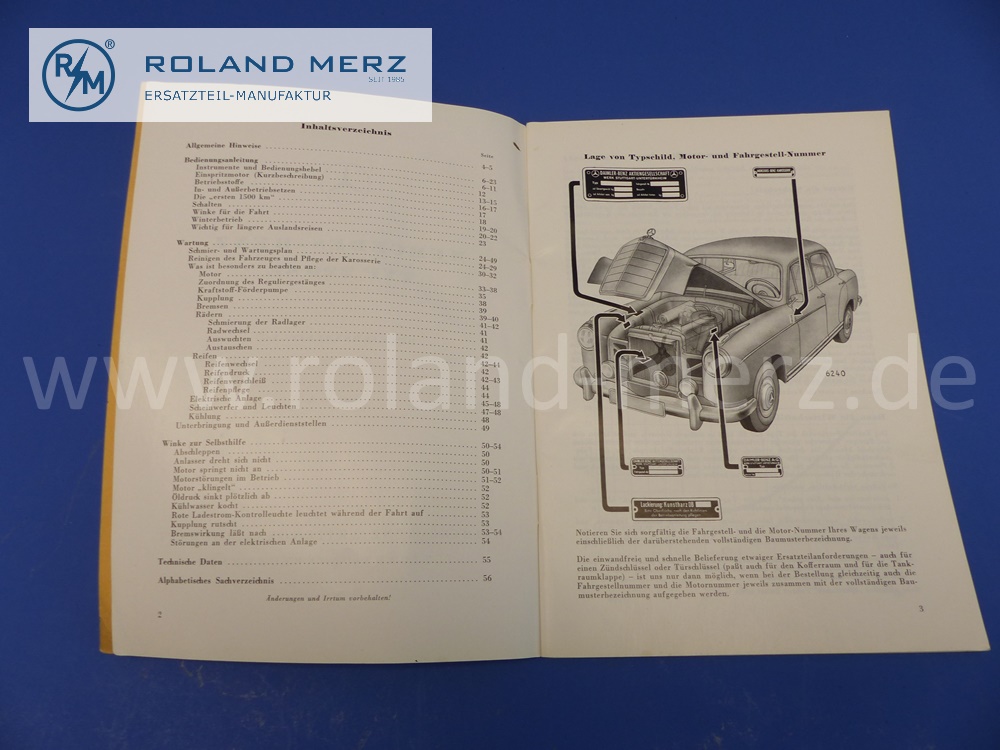 R/M®
ROLAND MERZ
SEIT 1985
ERSATZTEIL-MANUFAKTUR
www.roland-merz.de
Inhaltsverzeichnis
Seite
Allgemeine Hinweise 4–5
Bedienungsanleitung 6–23
Instrumente und Bedienungshebel 6–11
Einspritzmotor (Kurzbeschreibung) 12
Betriebsstoffe 13–15
In- und Außerbetriebsetzen 16–17
Die „ersten 1500 km“ 17
Schalten 18
Winke für die Fahrt 19–20
Winterbetrieb 20–22
Wichtig für längere Auslandsreisen 23
Wartung 24–49
Schmier- und Wartungsplan 24–29
Reinigen des Fahrzeuges und Pflege der Karosserie 30–32
Was ist besonders zu beachten an:
Motor 33–38
Zuordnung des Reguliergestänges 35
Kraftstoff-Förderpumpe 38
Kupplung 39
Bremsen 39–40
Rädern 41–42
Schmierung der Radlager 41
Radwechsel 41
Auswuchten 42
Austauschen 42
Reifen 42–44
Reifenwechsel 42
Reifendruck 42–43
Reifenverschleiß 44
Reifenpflege 44
Elektrische Anlage 45–48
Scheinwerfer und Leuchten 47–48
Kühlung 48
Unterbringung und Außerdienststellen 49
Winke zur Selbsthilfe 50–54
Abschleppen 50
Anlasser dreht sich nicht 50
Motor springt nicht an 50–51
Motorstörungen im Betrieb 51–52
Motor „klingelt“ 52
Öldruck sinkt plötzlich ab 52
Kühlwasser kocht 52
Rote Ladestrom-Kontrolleuchte leuchtet während der Fahrt auf 53
Kupplung rutscht 53
Bremswirkung läßt nach 53–54
Störungen an der elektrischen Anlage 54
Technische Daten 55
Alphabetisches Sachverzeichnis 56
Änderungen und Irrtum vorbehalten!
2
Lage von Typschild, Motor- und Fahrgestell-Nummer
DAIMLER-BENZ AKTIENGESELLSCHAFT
WERK STUTTGART-UNTERTÜRKHEIM
Typ
6240
DAIMLER-BENZ A.G.
Typ
Lackierung Kunstharz DB
Notieren Sie sich sorgfältig die Fahrgestell- und die Motor-Nummer Ihres Wagens jeweils
einschließlich der darüberstehenden vollständigen Baumusterbezeichnung.
Die einwandfreie und schnelle Belieferung etwaiger Ersatzteilanforderungen – auch für
einen Zündschlüssel oder Türschlüssel (paßt auch für den Kofferraum und für die Tank-
raumklappe) – ist uns nur dann möglich, wenn bei der Bestellung gleichzeitig auch die
Fahrgestellnummer und die Motornummer jeweils zusammen mit der vollständigen Bau-
musterbezeichnung aufgegeben werden.
3